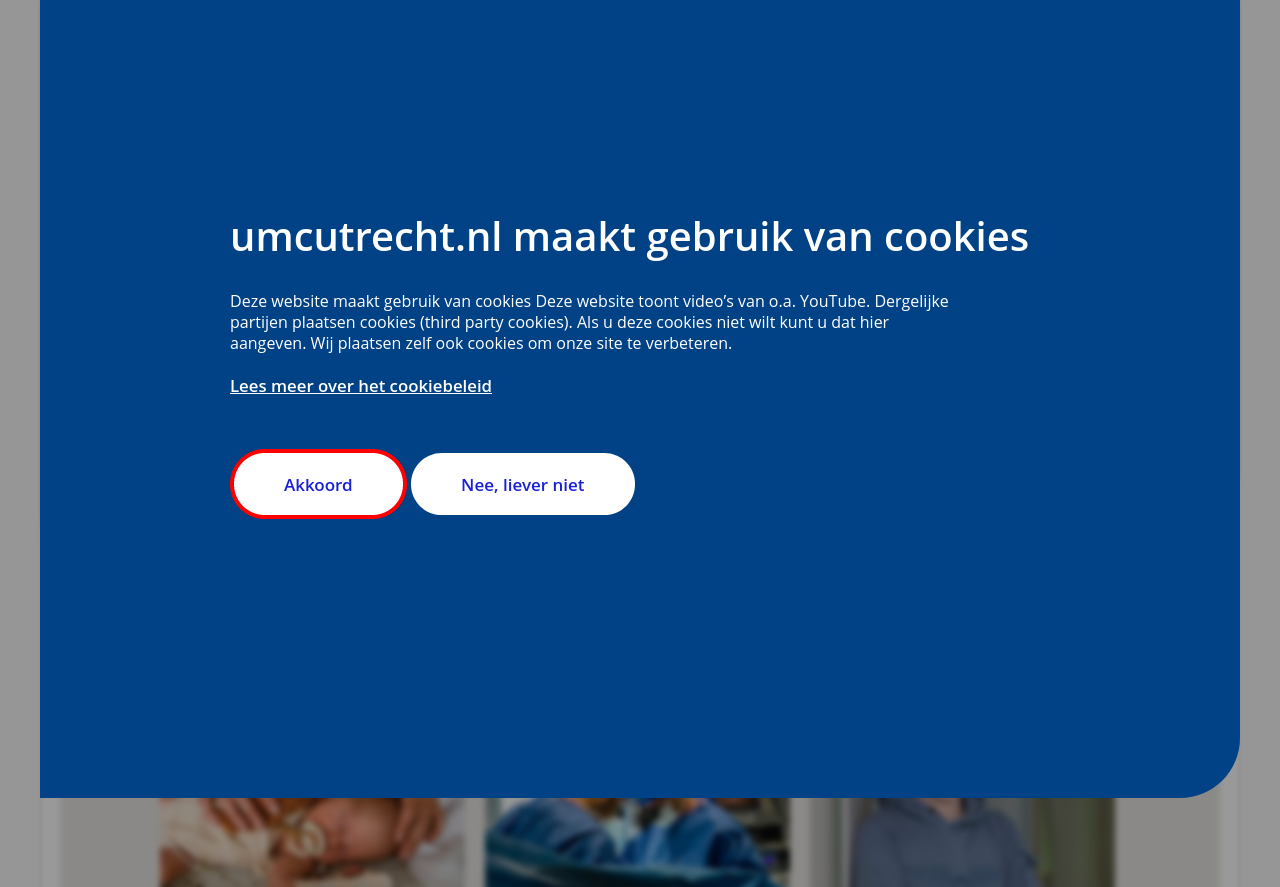 umcutrecht.nl maakt gebruik van cookies
Deze website maakt gebruik van cookies Deze website toont video’s van o.a. YouTube. Dergelijke
partijen plaatsen cookies (third party cookies). Als u deze cookies niet wilt kunt u dat hier
aangeven. Wij plaatsen zelf ook cookies om onze site te verbeteren.
Lees meer over het cookiebeleid
Akkoord
Nee, liever niet